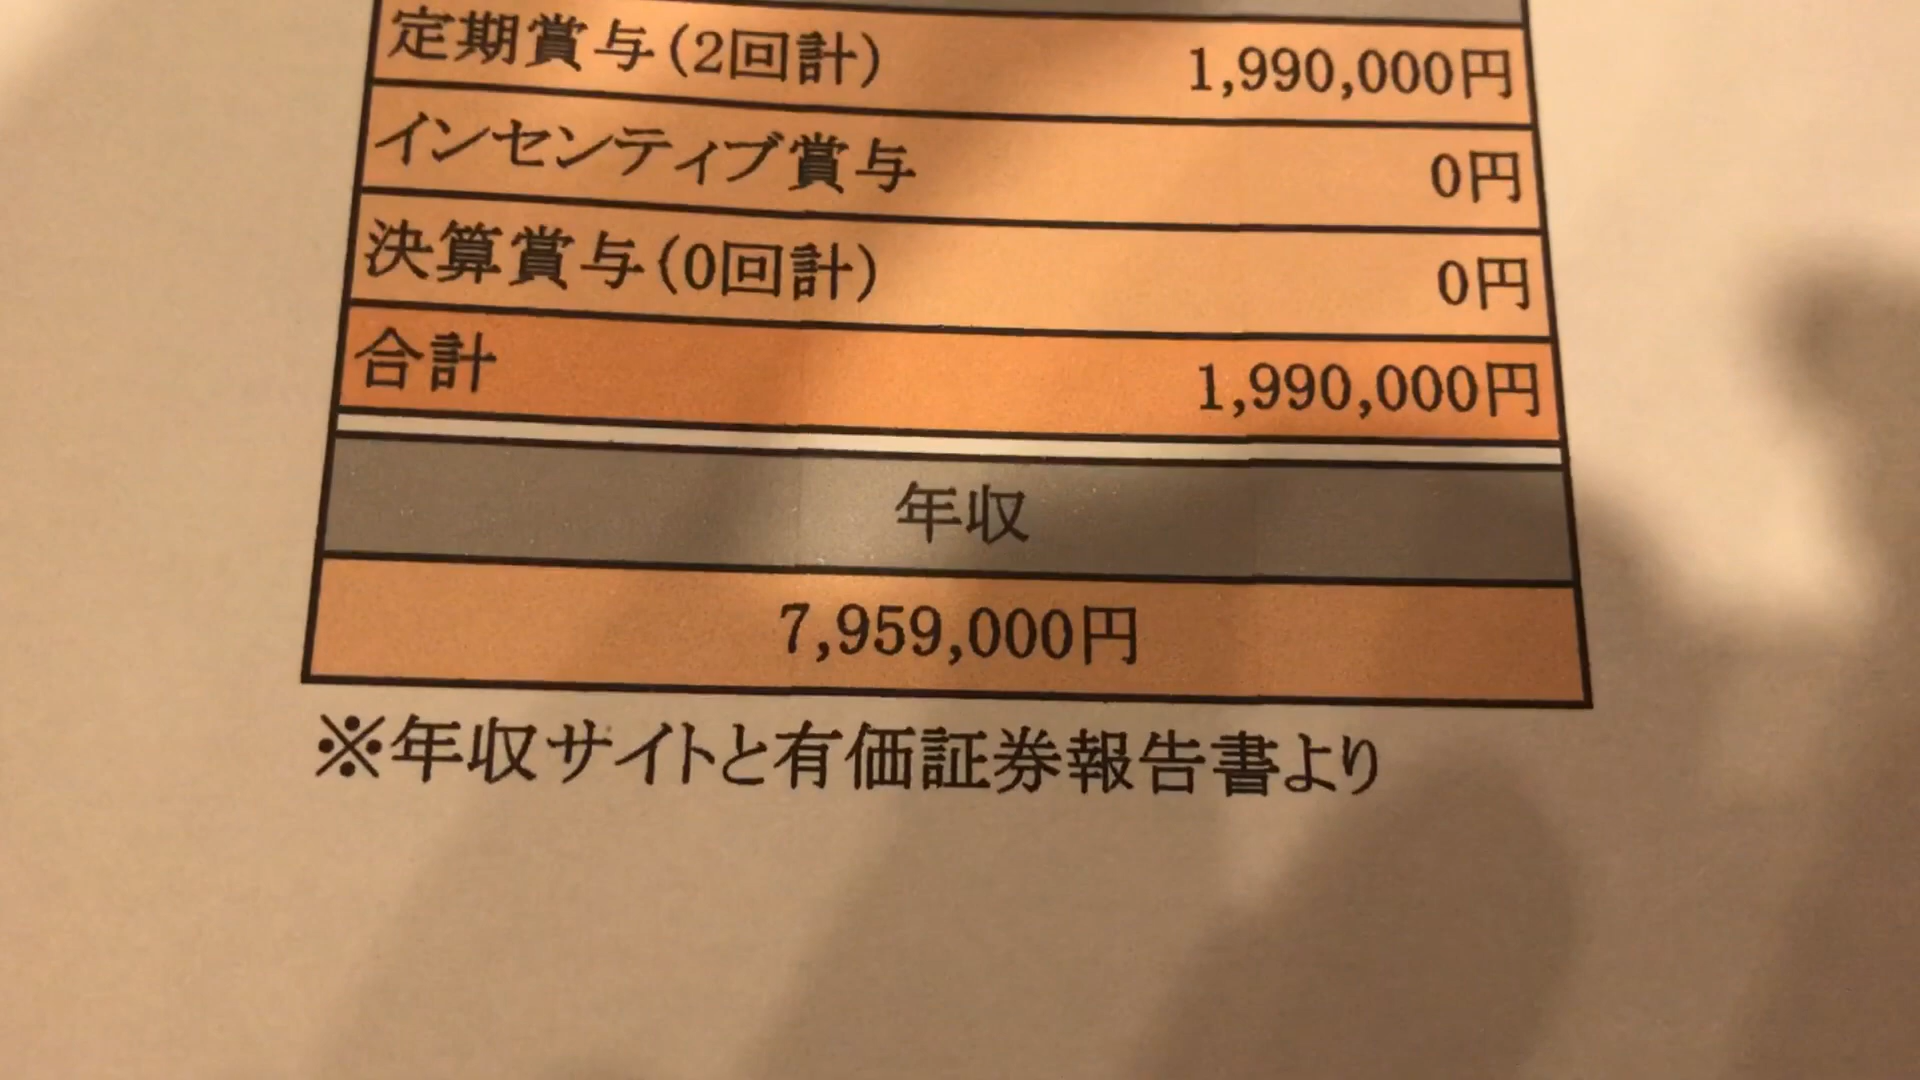 定期賞与(2回計) 1,990,000円
インセンティブ賞与 0円
決算賞与(0回計) 0円
合計 1,990,000円
年収
7,959,000円
※年収サイトと有価証券報告書より